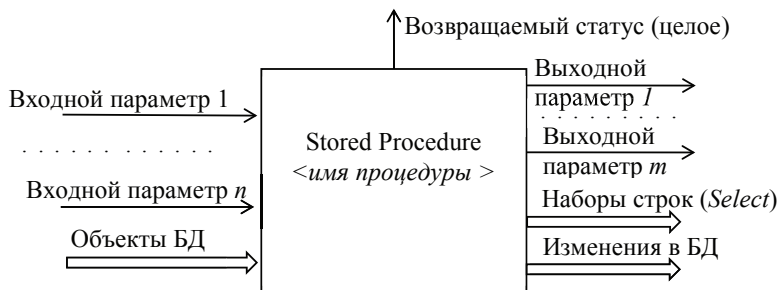 Возвращаемый статус (целое)
Входной параметр 1
. . . . . . . . . . . .
Входной параметр n
Объекты БД
Stored Procedure
<имя процедуры >
Выходной
параметр 1
. . . . . . . . .
Выходной
параметр m
Наборы строк (Select)
Изменения в БД